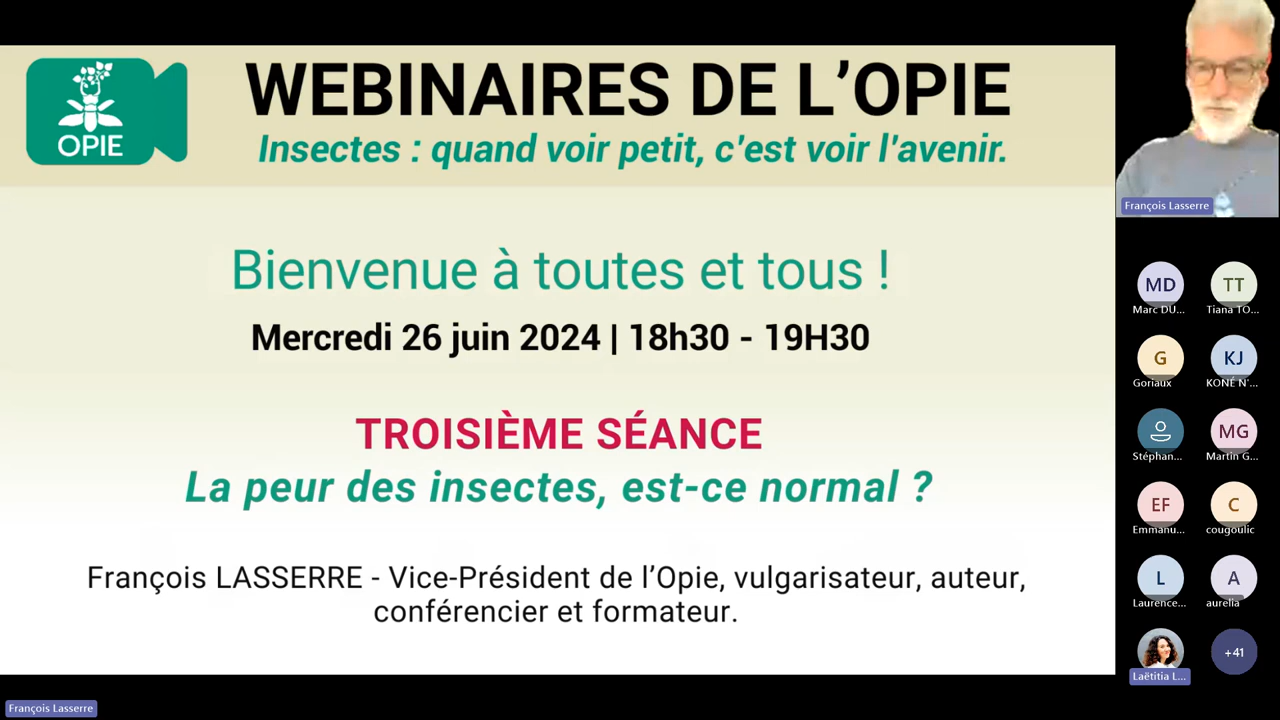 OPIE
WEBINAIRES DE L’OPIE
Insectes : quand voir petit, c'est voir l'avenir.
Bienvenue à toutes et tous !
Mercredi 26 juin 2024 | 18h30 - 19H30
TROISIÈME SÉANCE
La peur des insectes, est-ce normal ?
François LASSERRE - Vice-Président de l’Opie, vulgarisateur, auteur,
conférencier et formateur.
François Lasserre
François Lasserre
MD
Marc DU...
TT
Tiana TO...
G
Goriaux
KJ
KONÉ N'...
Stéphan...
MG
Martin G...
EF
Emmanu...
C
cougoulic
L
Laurence...
A
aurelia
Laëtitia L...
+41